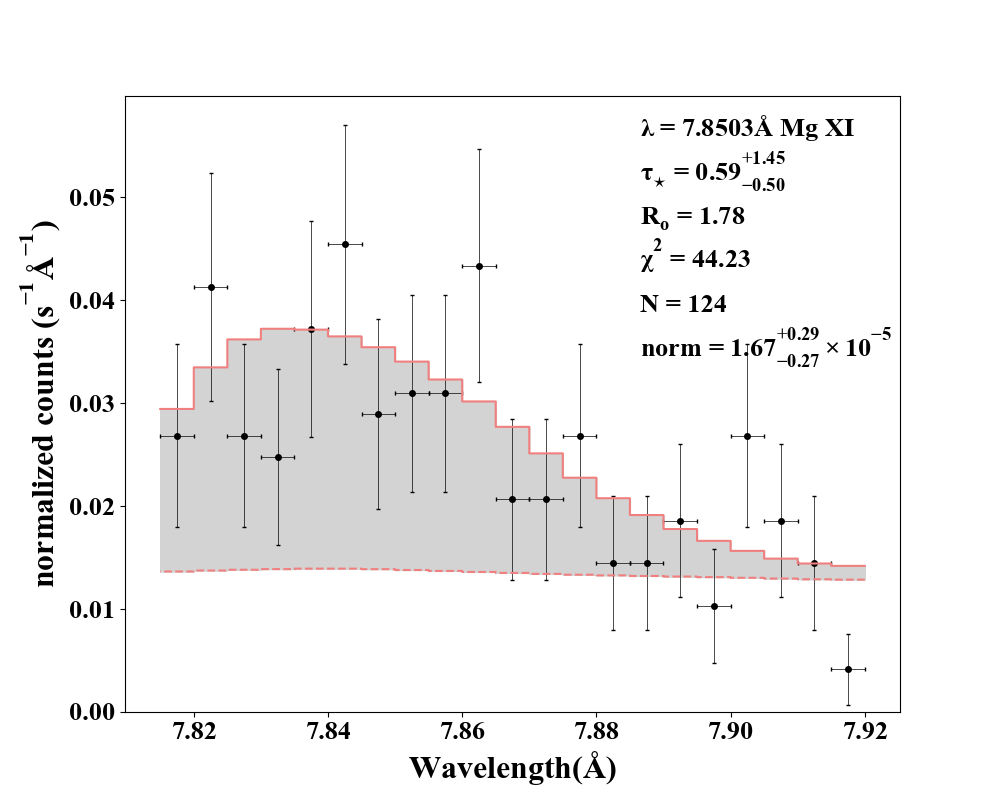 λ = 7.8503Å Mg XI
τ⋆ = 0.59 +1.45 −0.50
Ro = 1.78
χ² = 44.23
N = 124
norm = 1.67 +0.29 −0.27 × 10⁻⁵
normalized counts (s⁻¹ Å⁻¹)
0.05
0.04
0.03
0.02
0.01
0.00
7.82 7.84 7.86 7.88 7.90 7.92
Wavelength(Å)